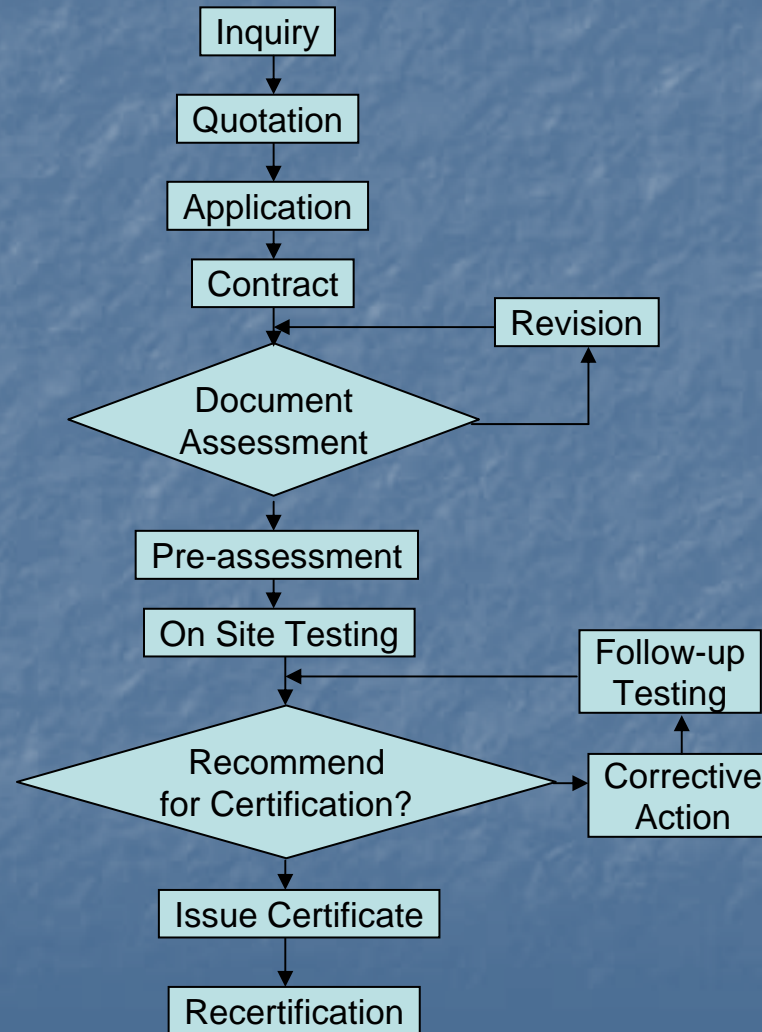 Inquiry
Quotation
Application
Contract
Revision
Document
Assessment
Pre-assessment
On Site Testing
Follow-up
Testing
Recommend
for Certification?
Corrective
Action
Issue Certificate
Recertification